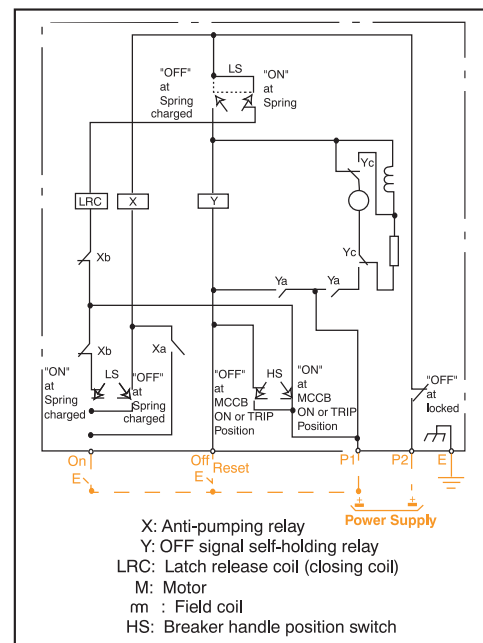 "OFF"
at
Spring
charged
LS
"ON"
at
Spring
LRC
X
Y
Yc
Yc
Xb
Ya
Ya
Xb
Xa
"ON"
at
Spring
charged
LS
"OFF"
at
Spring
charged
"OFF"
at
MCCB
ON or TRIP
Position
HS
"ON"
at
MCCB
ON or TRIP
Position
"OFF"
at
locked
On
Off
Reset
P1
P2
E
E
E
Power Supply
X: Anti-pumping relay
Y: OFF signal self-holding relay
LRC: Latch release coil (closing coil)
M: Motor
m : Field coil
HS: Breaker handle position switch